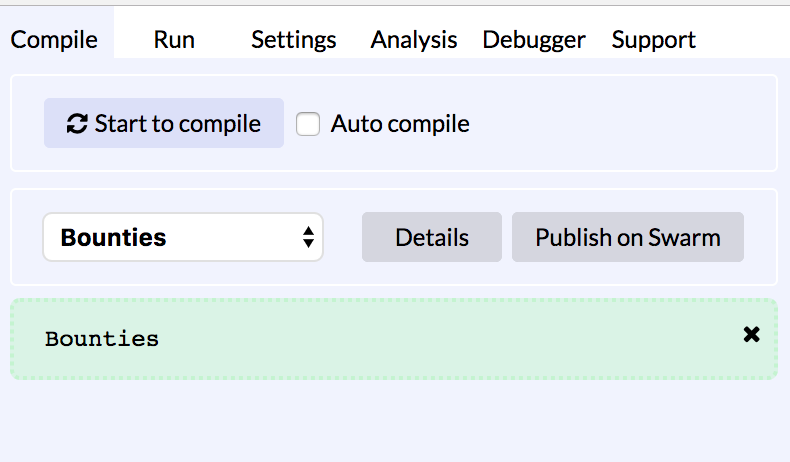 Compile Run Settings Analysis Debugger Support
Start to compile Auto compile
Bounties Details Publish on Swarm
Bounties